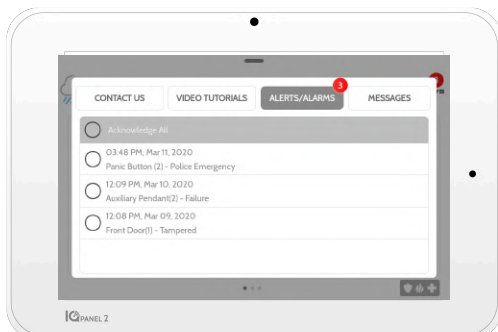 3
CONTACT US
VIDEO TUTORIALS
ALERTS/ALARMS
MESSAGES
Acknowledge All
03:48 PM, Mar 11, 2020
Panic Button (2) - Police Emergency
12:09 PM, Mar 10, 2020
Auxiliary Pendant(2) - Failure
12:08 PM, Mar 09, 2020
Front Door(1) - Tampered
IQ PANEL 2